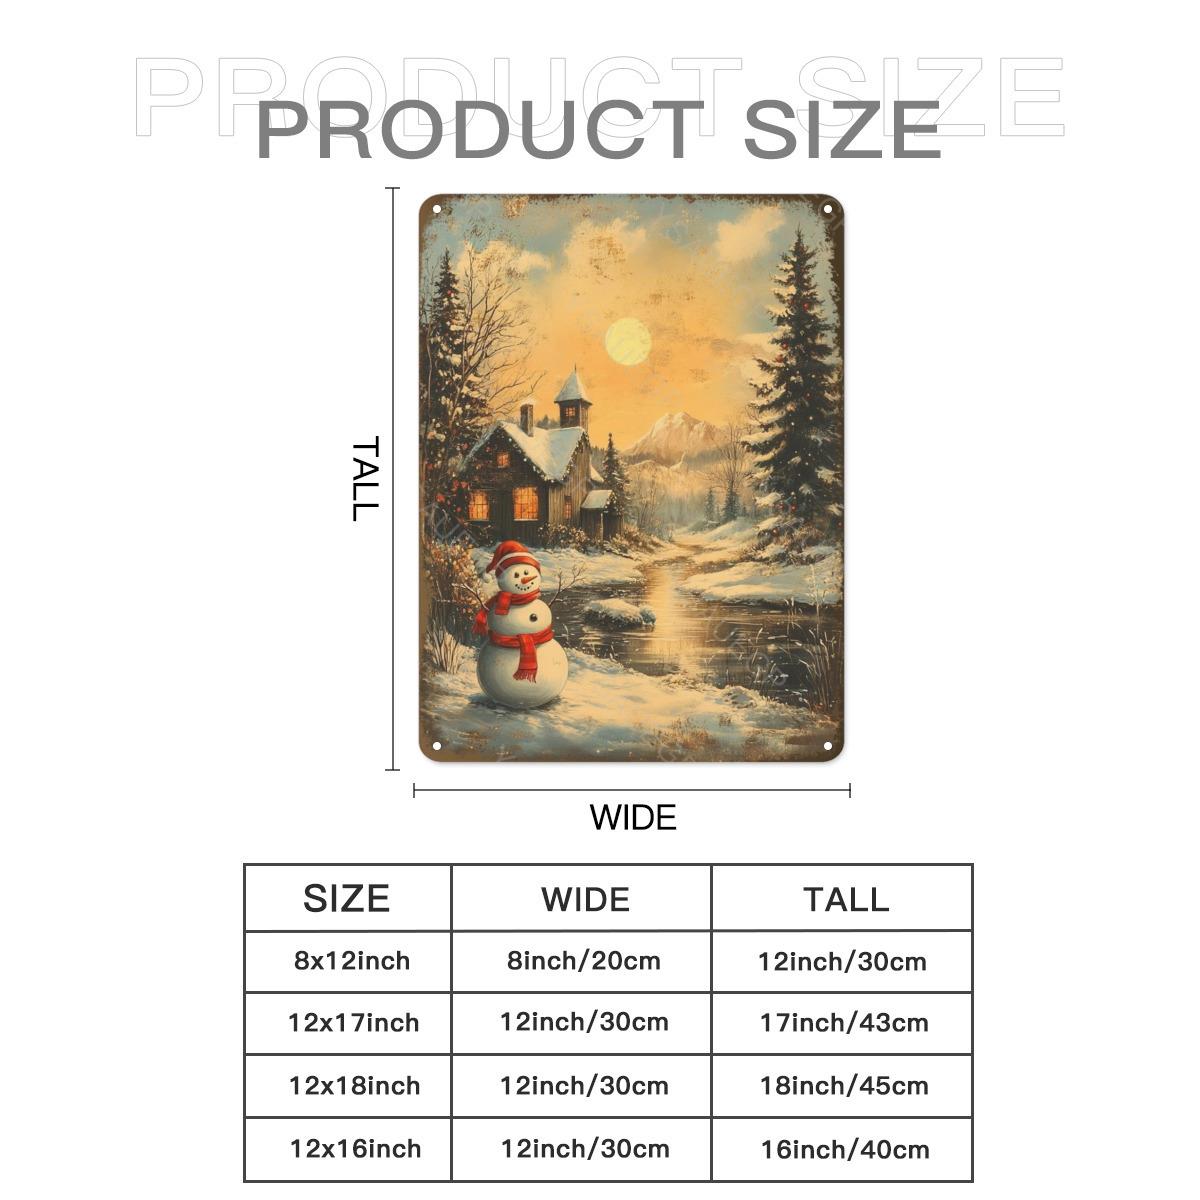 PRODUCT SIZE
PRODUCT SIZE
TALL
WIDE
SIZE WIDE TALL
8x12inch 8inch/20cm 12inch/30cm
12x17inch 12inch/30cm 17inch/43cm
12x18inch 12inch/30cm 18inch/45cm
12x16inch 12inch/30cm 16inch/40cm